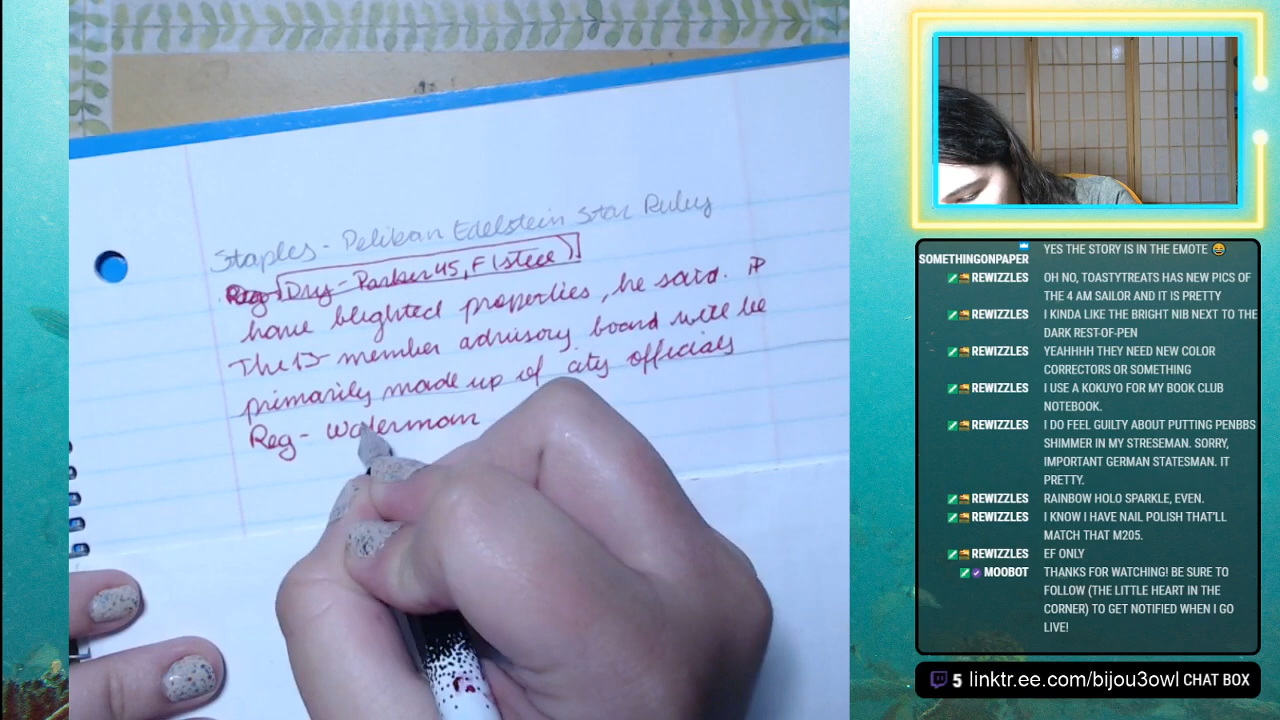 Staples - Pelikan Edelstein Star Ruby
Reg Dry - Parker 45, F (steel)
have blighted properties, he said. P
The 13-member advisory board will be
primarily made up of city officials
Reg - Waterman
YES THE STORY IS IN THE EMOTE 😂
SOMETHINGONPAPER
REWIZZLES OH NO, TOASTYTREATS HAS NEW PICS OF
THE 4 AM SAILOR AND IT IS PRETTY
REWIZZLES I KINDA LIKE THE BRIGHT NIB NEXT TO THE
DARK REST-OF-PEN
REWIZZLES YEAHHHH THEY NEED NEW COLOR
CORRECTORS OR SOMETHING
REWIZZLES I USE A KOKUYO FOR MY BOOK CLUB
NOTEBOOK.
REWIZZLES I DO FEEL GUILTY ABOUT PUTTING PENBBS
SHIMMER IN MY STRESEMAN. SORRY,
IMPORTANT GERMAN STATESMAN. IT
PRETTY.
REWIZZLES RAINBOW HOLO SPARKLE, EVEN.
REWIZZLES I KNOW I HAVE NAIL POLISH THAT'LL
MATCH THAT M205.
REWIZZLES EF ONLY
MOOBOT THANKS FOR WATCHING! BE SURE TO
FOLLOW (THE LITTLE HEART IN THE
CORNER) TO GET NOTIFIED WHEN I GO
LIVE!
5 linktr.ee.com/bijou3owl CHAT BOX